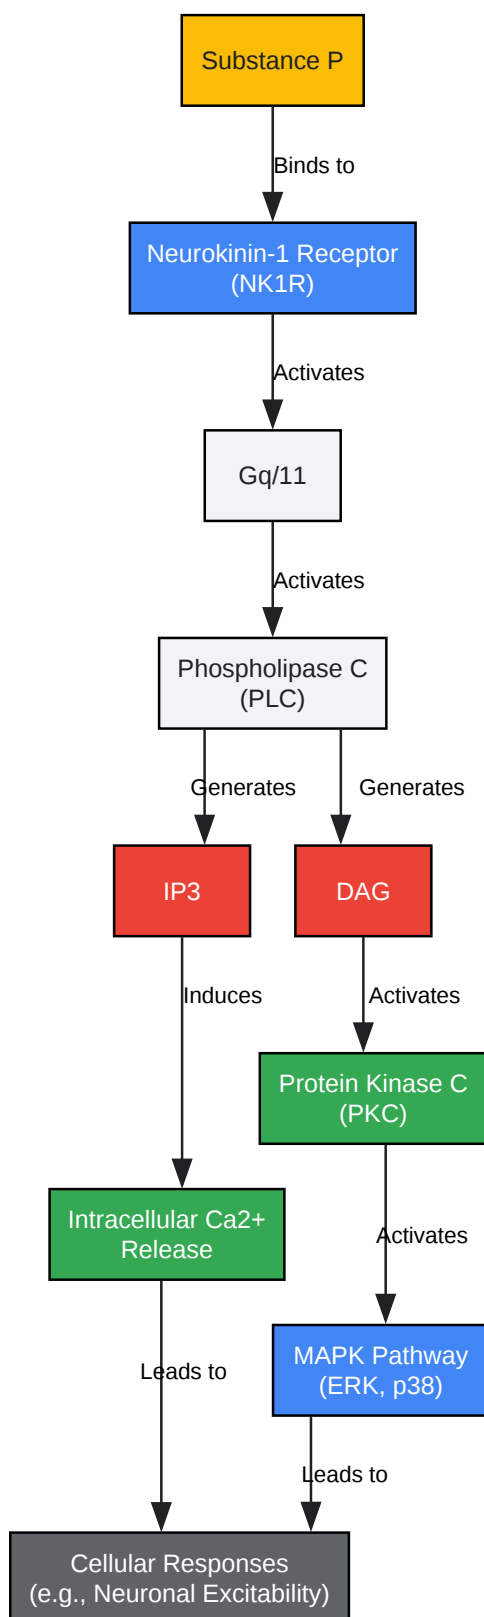 Substance P
Binds to
Neurokinin-1 Receptor
(NK1R)
Activates
Gq/11
Activates
Phospholipase C
(PLC)
Generates
Generates
IP3
DAG
Induces
Activates
Protein Kinase C
(PKC)
Intracellular Ca2+
Release
Activates
MAPK Pathway
(ERK, p38)
Leads to
Leads to
Cellular Responses
(e.g., Neuronal Excitability)